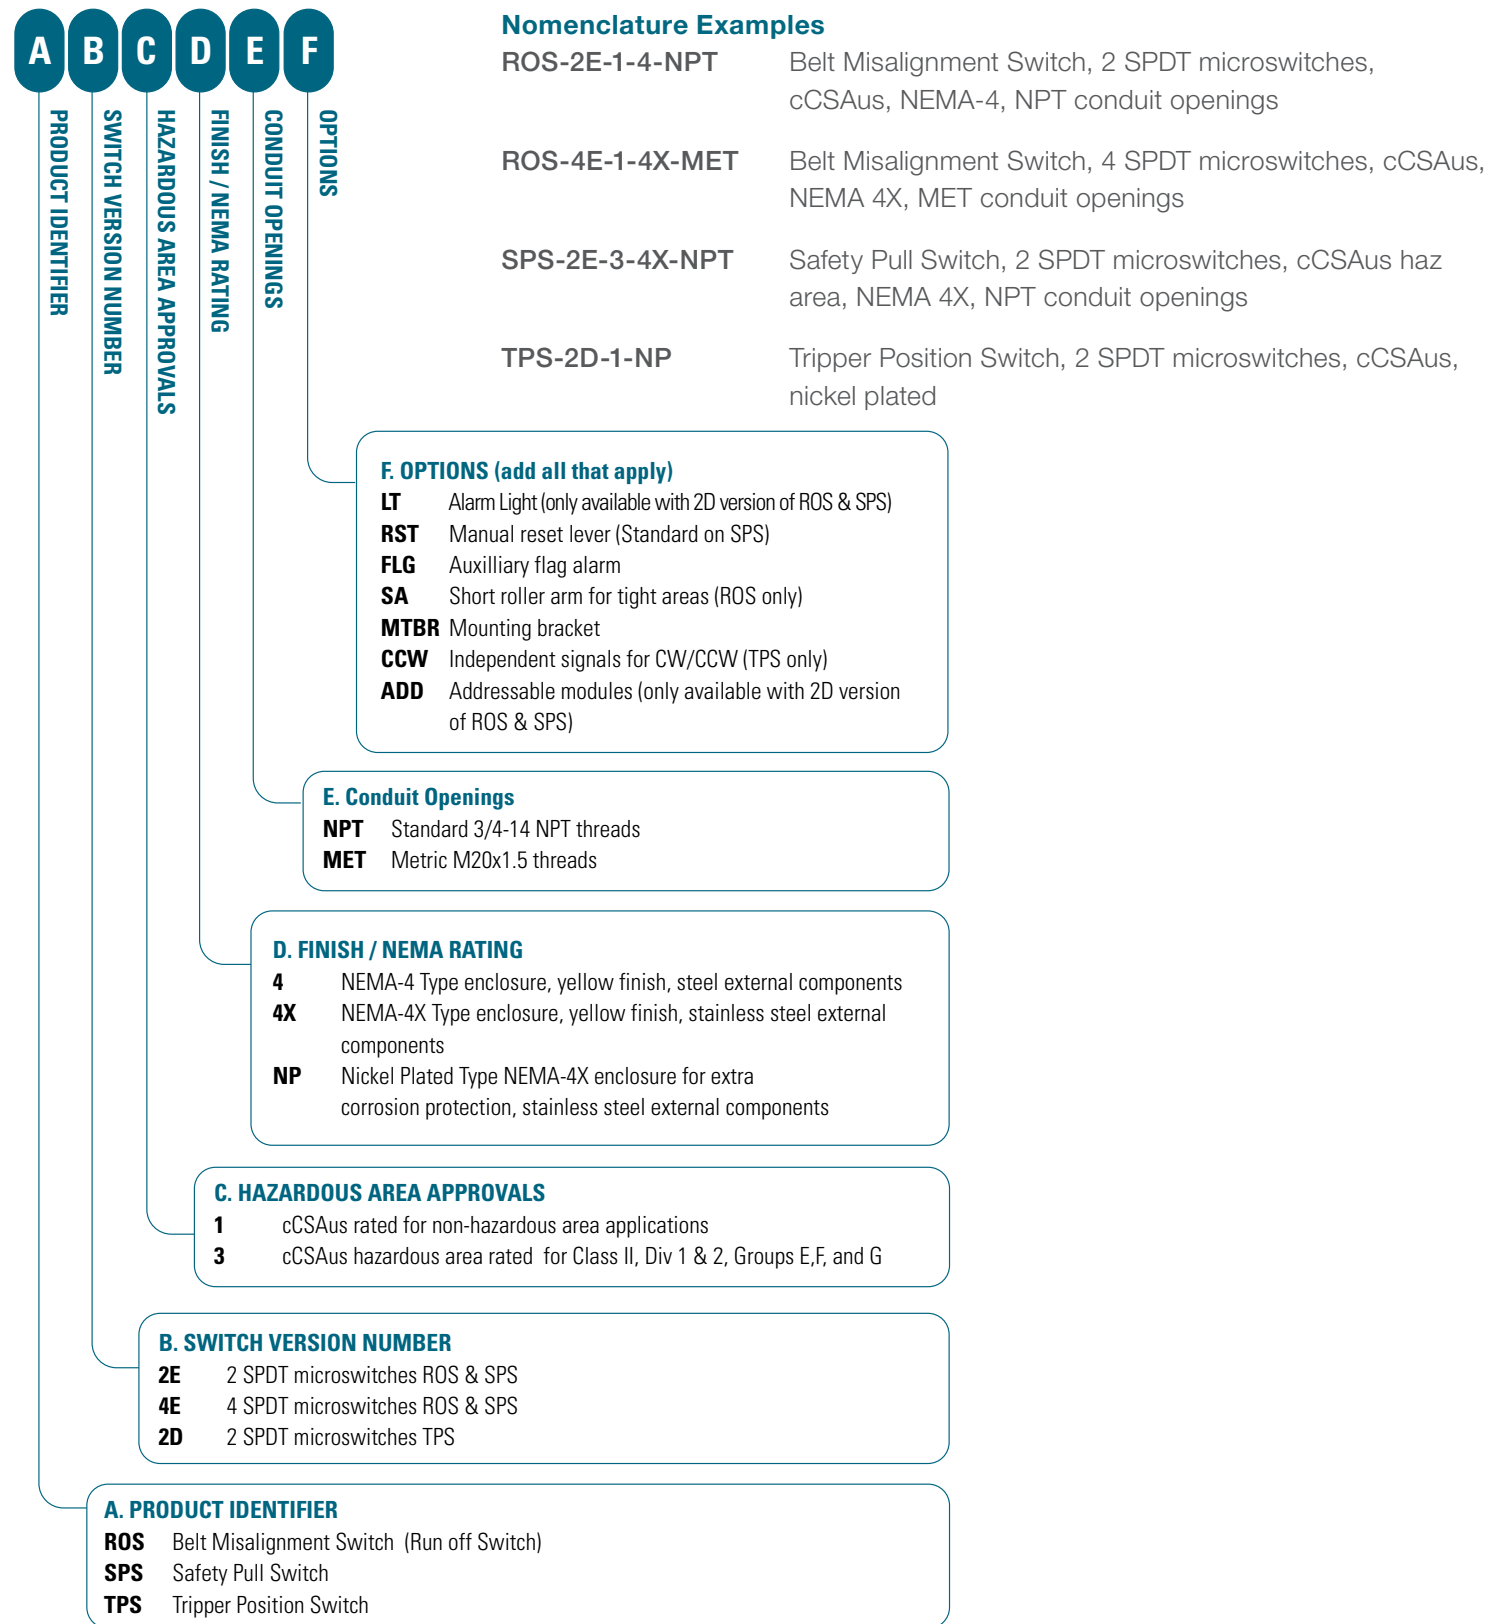 A B C D E F
PRODUCT IDENTIFIER
SWITCH VERSION NUMBER
HAZARDOUS AREA APPROVALS
FINISH / NEMA RATING
CONDUIT OPENINGS
OPTIONS
Nomenclature Examples
ROS-2E-1-4-NPT Belt Misalignment Switch, 2 SPDT microswitches,
cCSAus, NEMA-4, NPT conduit openings
ROS-4E-1-4X-MET Belt Misalignment Switch, 4 SPDT microswitches, cCSAus,
NEMA 4X, MET conduit openings
SPS-2E-3-4X-NPT Safety Pull Switch, 2 SPDT microswitches, cCSAus haz
area, NEMA 4X, NPT conduit openings
TPS-2D-1-NP Tripper Position Switch, 2 SPDT microswitches, cCSAus,
nickel plated
F. OPTIONS (add all that apply)
LT Alarm Light (only available with 2D version of ROS & SPS)
RST Manual reset lever (Standard on SPS)
FLG Auxilliary flag alarm
SA Short roller arm for tight areas (ROS only)
MTBR Mounting bracket
CCW Independent signals for CW/CCW (TPS only)
ADD Addressable modules (only available with 2D version
of ROS & SPS)
E. Conduit Openings
NPT Standard 3/4-14 NPT threads
MET Metric M20x1.5 threads
D. FINISH / NEMA RATING
4 NEMA-4 Type enclosure, yellow finish, steel external components
4X NEMA-4X Type enclosure, yellow finish, stainless steel external
components
NP Nickel Plated Type NEMA-4X enclosure for extra
corrosion protection, stainless steel external components
C. HAZARDOUS AREA APPROVALS
1 cCSAus rated for non-hazardous area applications
3 cCSAus hazardous area rated for Class II, Div 1 & 2, Groups E,F, and G
B. SWITCH VERSION NUMBER
2E 2 SPDT microswitches ROS & SPS
4E 4 SPDT microswitches ROS & SPS
2D 2 SPDT microswitches TPS
A. PRODUCT IDENTIFIER
ROS Belt Misalignment Switch (Run off Switch)
SPS Safety Pull Switch
TPS Tripper Position Switch